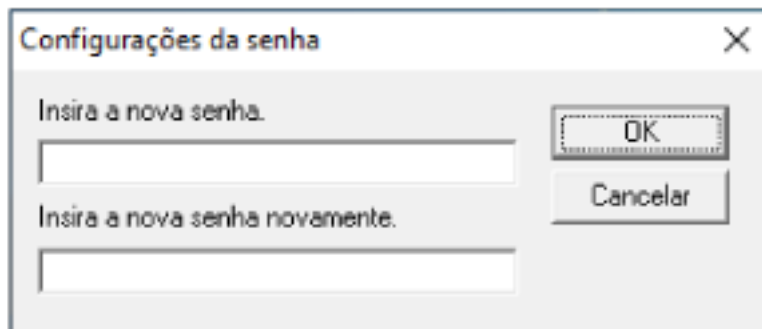 Configurações da senha
Insira a nova senha.
OK
Cancelar
Insira a nova senha novamente.